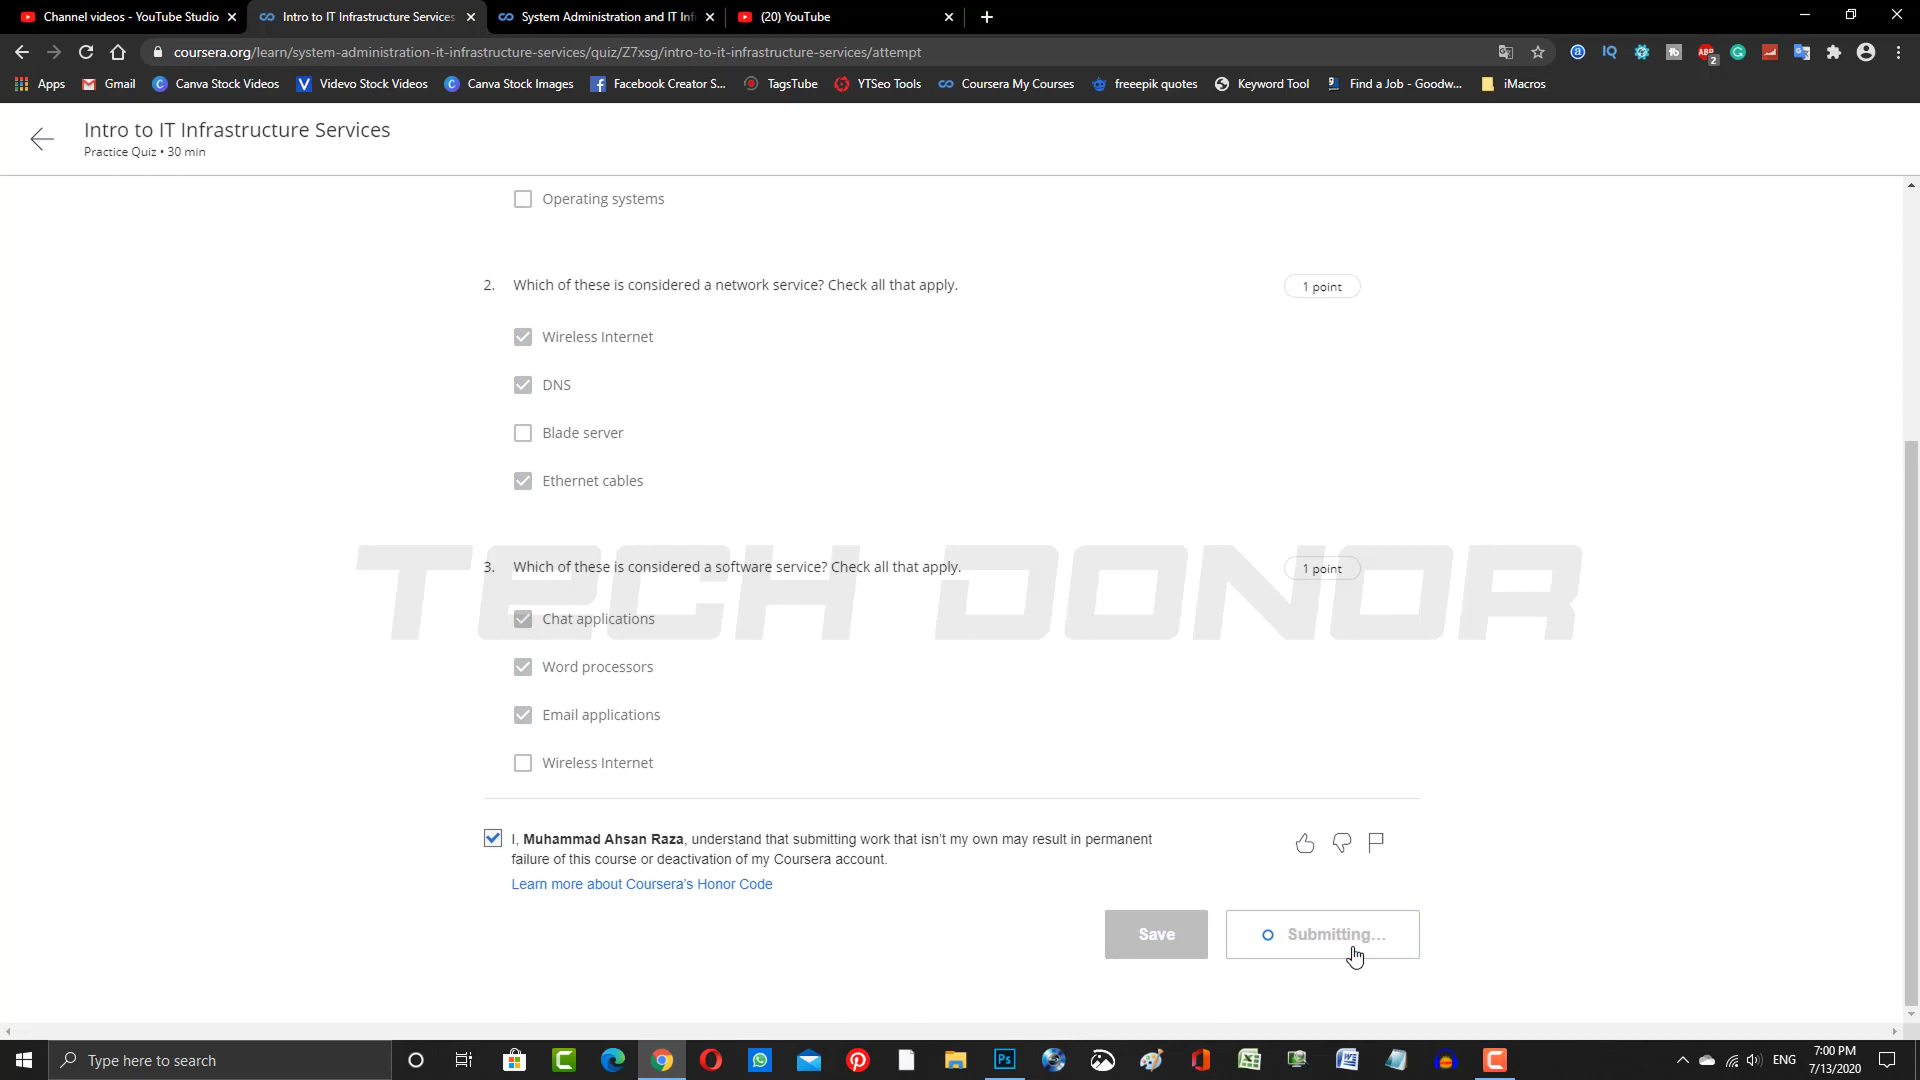 Channel videos - YouTube Studio
Intro to IT Infrastructure Services
System Administration and IT Inf
(20) YouTube
coursera.org/learn/system-administration-it-infrastructure-services/quiz/Z7xsg/intro-to-it-infrastructure-services/attempt
Apps
Gmail
Canva Stock Videos
Videvo Stock Videos
Canva Stock Images
Facebook Creator S...
TagsTube
YTSeo Tools
Coursera My Courses
freeepik quotes
Keyword Tool
Find a Job - Goodw...
iMacros
Intro to IT Infrastructure Services
Practice Quiz • 30 min
Operating systems
2. Which of these is considered a network service? Check all that apply.
1 point
Wireless Internet
DNS
Blade server
Ethernet cables
TECH DONOR
3. Which of these is considered a software service? Check all that apply.
1 point
Chat applications
Word processors
Email applications
Wireless Internet
I, Muhammad Ahsan Raza, understand that submitting work that isn't my own may result in permanent
failure of this course or deactivation of my Coursera account.
Learn more about Coursera's Honor Code
Save
Submitting...
Type here to search
ENG
7:00 PM
7/13/2020